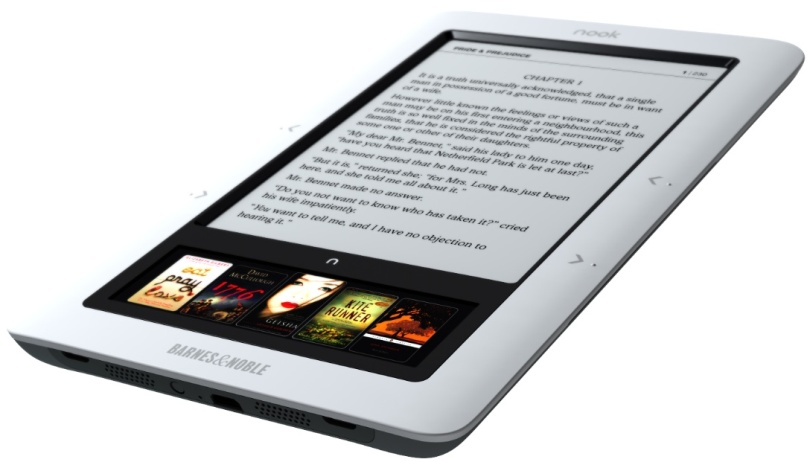 nook
PRIDE & PREJUDICE
CHAPTER 1
It is a truth universally acknowledged, that a single
man in possession of a good fortune, must be in want
of a wife.
However little known the feelings or views of such a
man may be on his first entering a neighbourhood, this
truth is so well fixed in the minds of the surrounding
families, that he is considered the rightful property of
some one or other of their daughters.
"My dear Mr. Bennet," said his lady to him one day,
"have you heard that Netherfield Park is let at last?"
Mr. Bennet replied that he had not.
"But it is," returned she; "for Mrs. Long has just been
here, and she told me all about it."
Mr. Bennet made no answer.
"Do you not want to know who has taken it?" cried
his wife impatiently.
"You want to tell me, and I have no objection to
hearing it."
eat
pray
love
DAVID
McCULLOUGH
1776
GEISHA
KITE
RUNNER
BARNES&NOBLE